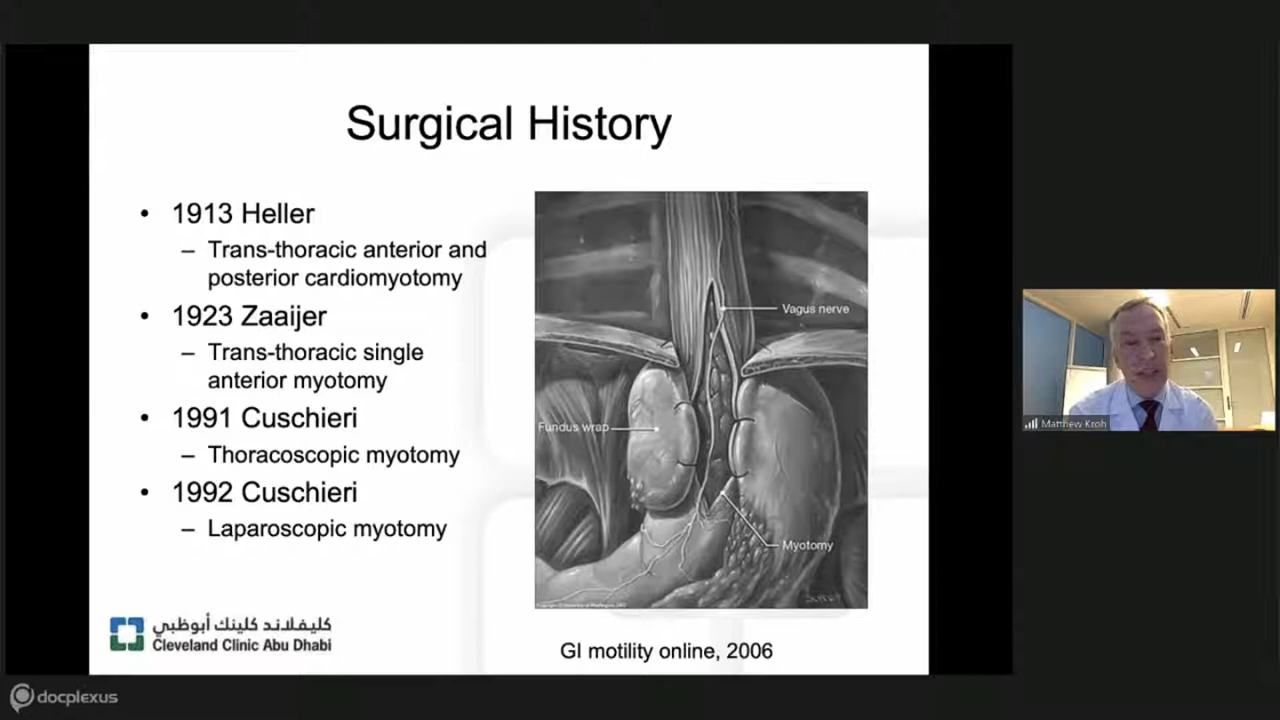 Surgical History
• 1913 Heller
– Trans-thoracic anterior and
posterior cardiomyotomy
• 1923 Zaaijer
– Trans-thoracic single
anterior myotomy
• 1991 Cuschieri
– Thoracoscopic myotomy
• 1992 Cuschieri
– Laparoscopic myotomy
Vagus nerve
Fundus wrap
Myotomy
GI motility online, 2006
كليفلاند كلينك أبوظبي
Cleveland Clinic Abu Dhabi
Matthew Kroh
docplexus